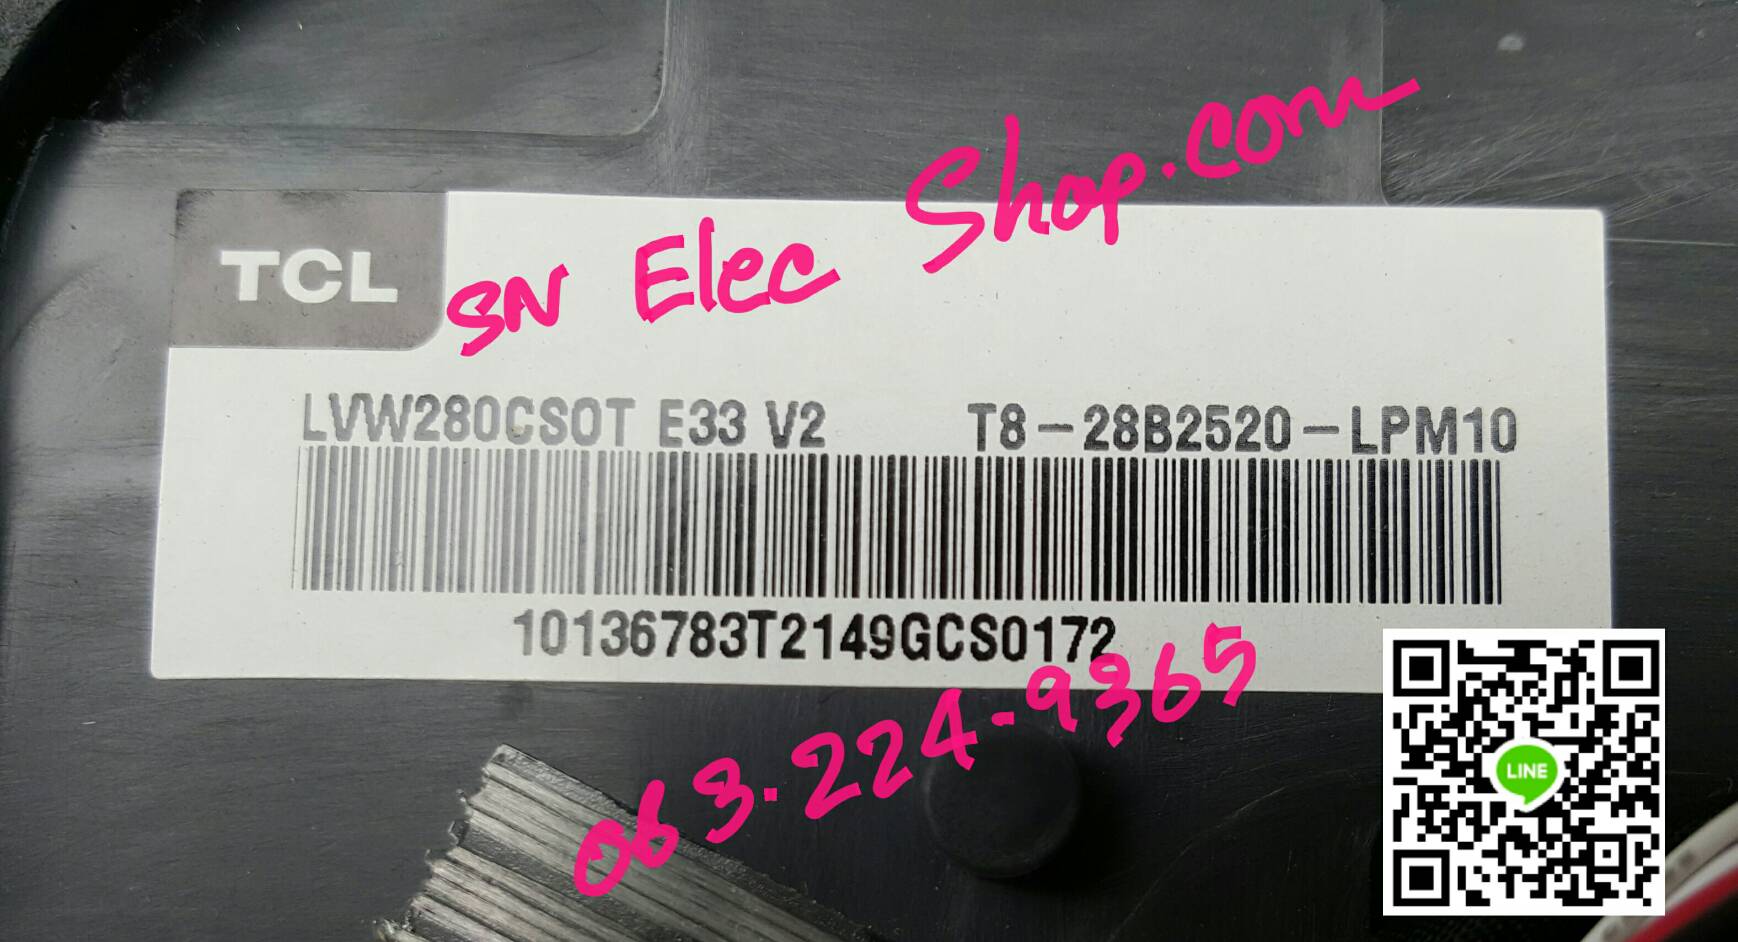 SN Elec Shop.com
TCL
LVW280CSOT E33 V2 T8-28B2520-LPM10
10136783T2149GCS0172
063-224-9365
LINE